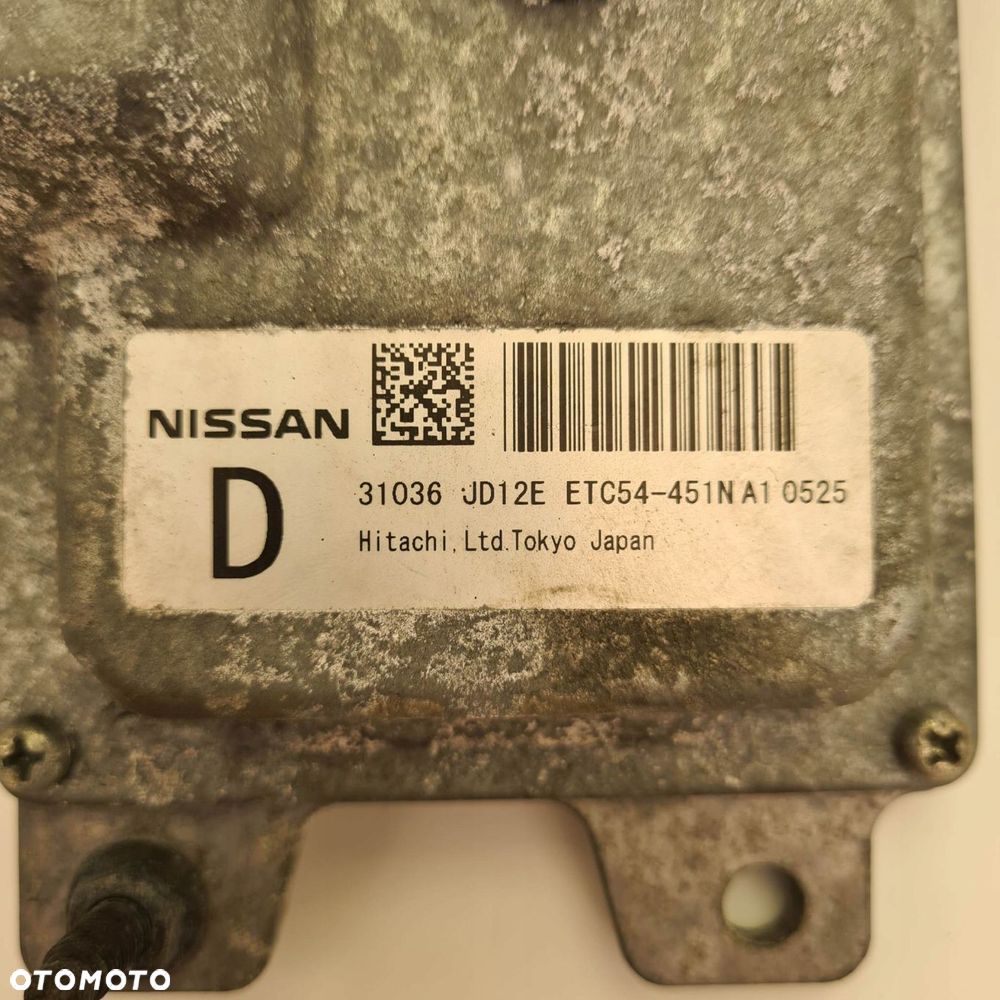 NISSAN
D
31036 JD12E ETC54-451N A1 0525
Hitachi,Ltd.Tokyo Japan
OTOMOTO